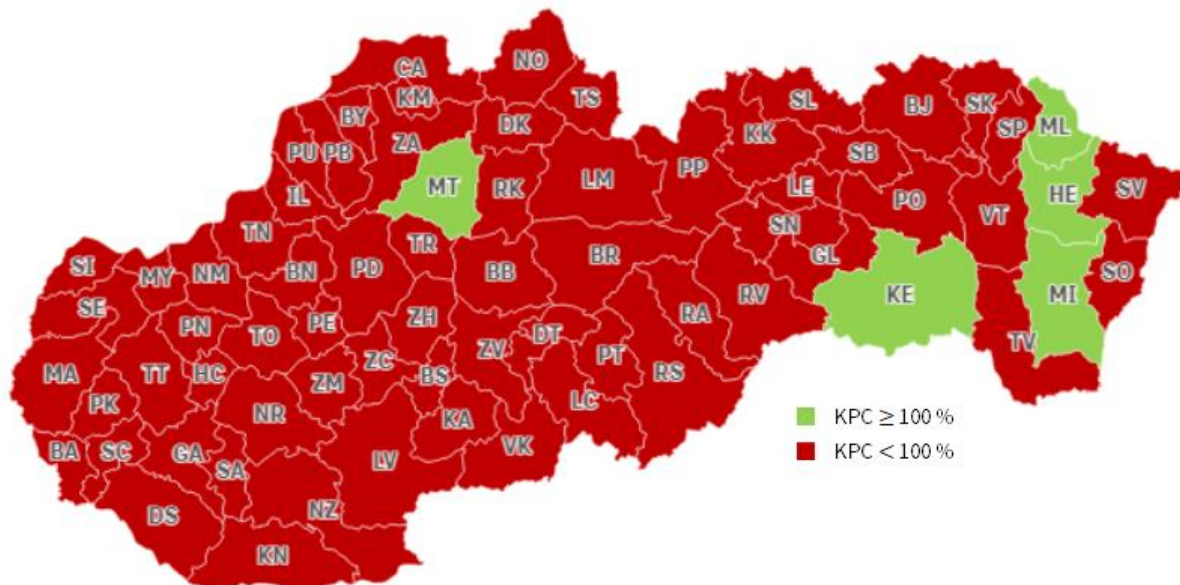 NO
CA
KM
TS
BY
DK
ZA
PU
PB
IL
MT
RK
LM
PP
KK
SL
BJ
SK
SP
ML
SB
LE
PO
VT
HE
SV
SN
GL
KE
MI
SO
TV
TN
TR
SI
MY
NM
BN
PD
BB
BR
SE
PN
TO
PE
ZH
RV
RA
MA
TT
HC
ZM
ZC
BS
ZV
DT
PT
RS
PK
NR
KA
LC
BA
SC
GA
SA
LV
VK
DS
NZ
KN
KPC ≥ 100 %
KPC < 100 %